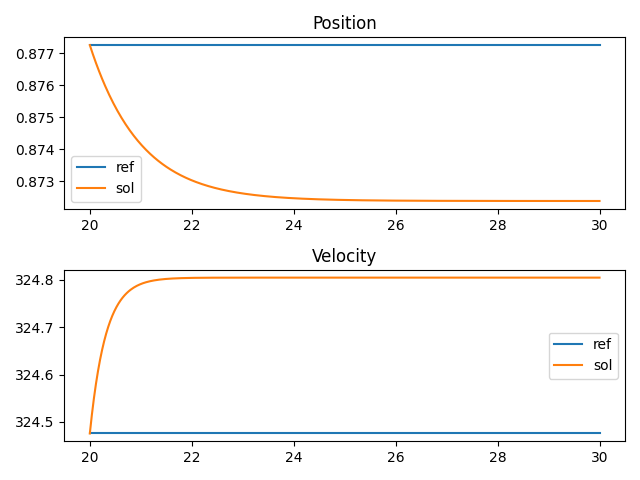 Position
0.877
0.876
0.875
0.874
0.873
ref
sol
20 22 24 26 28 30
Velocity
324.8
324.7
324.6
324.5
ref
sol
20 22 24 26 28 30